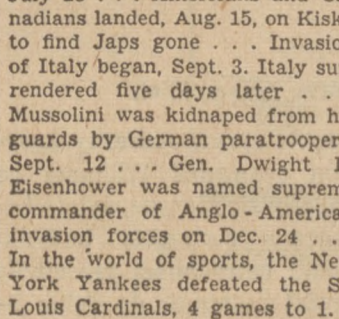 nadians landed, Aug. 15, on Kisk
to find Japs gone . . . Invasio
of Italy began, Sept. 3. Italy su
rendered five days later . .
Mussolini was kidnaped from h
guards by German paratrooper
Sept. 12 . . . Gen. Dwight
Eisenhower was named suprem
commander of Anglo-America
invasion forces on Dec. 24 . .
In the world of sports, the Ne
York Yankees defeated the S
Louis Cardinals, 4 games to 1.